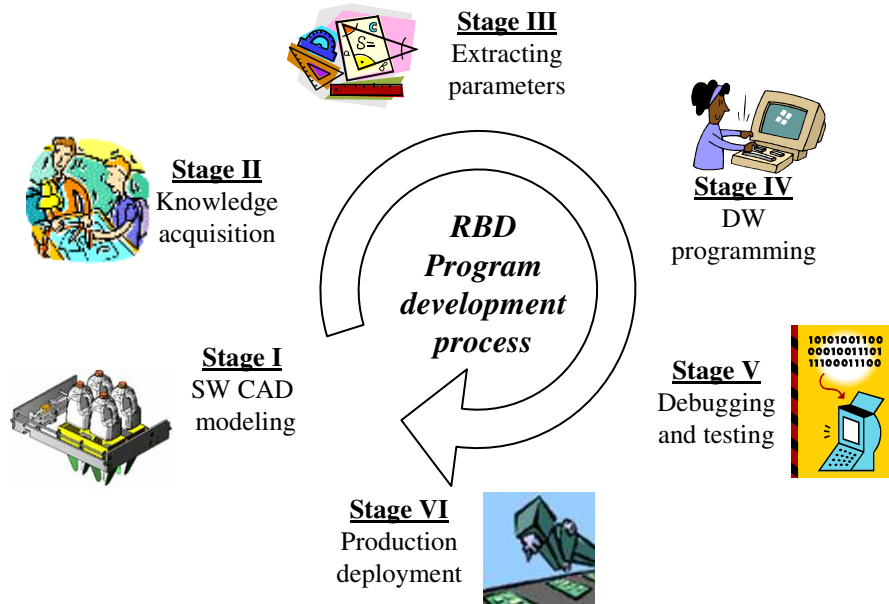 Stage I
SW CAD
modeling
Stage II
Knowledge
acquisition
Stage III
Extracting
parameters
S=
Stage IV
DW
programming
Stage V
Debugging
and testing
10101001100
00010011101
11100011100
Stage VI
Production
deployment
RBD
Program
development
process